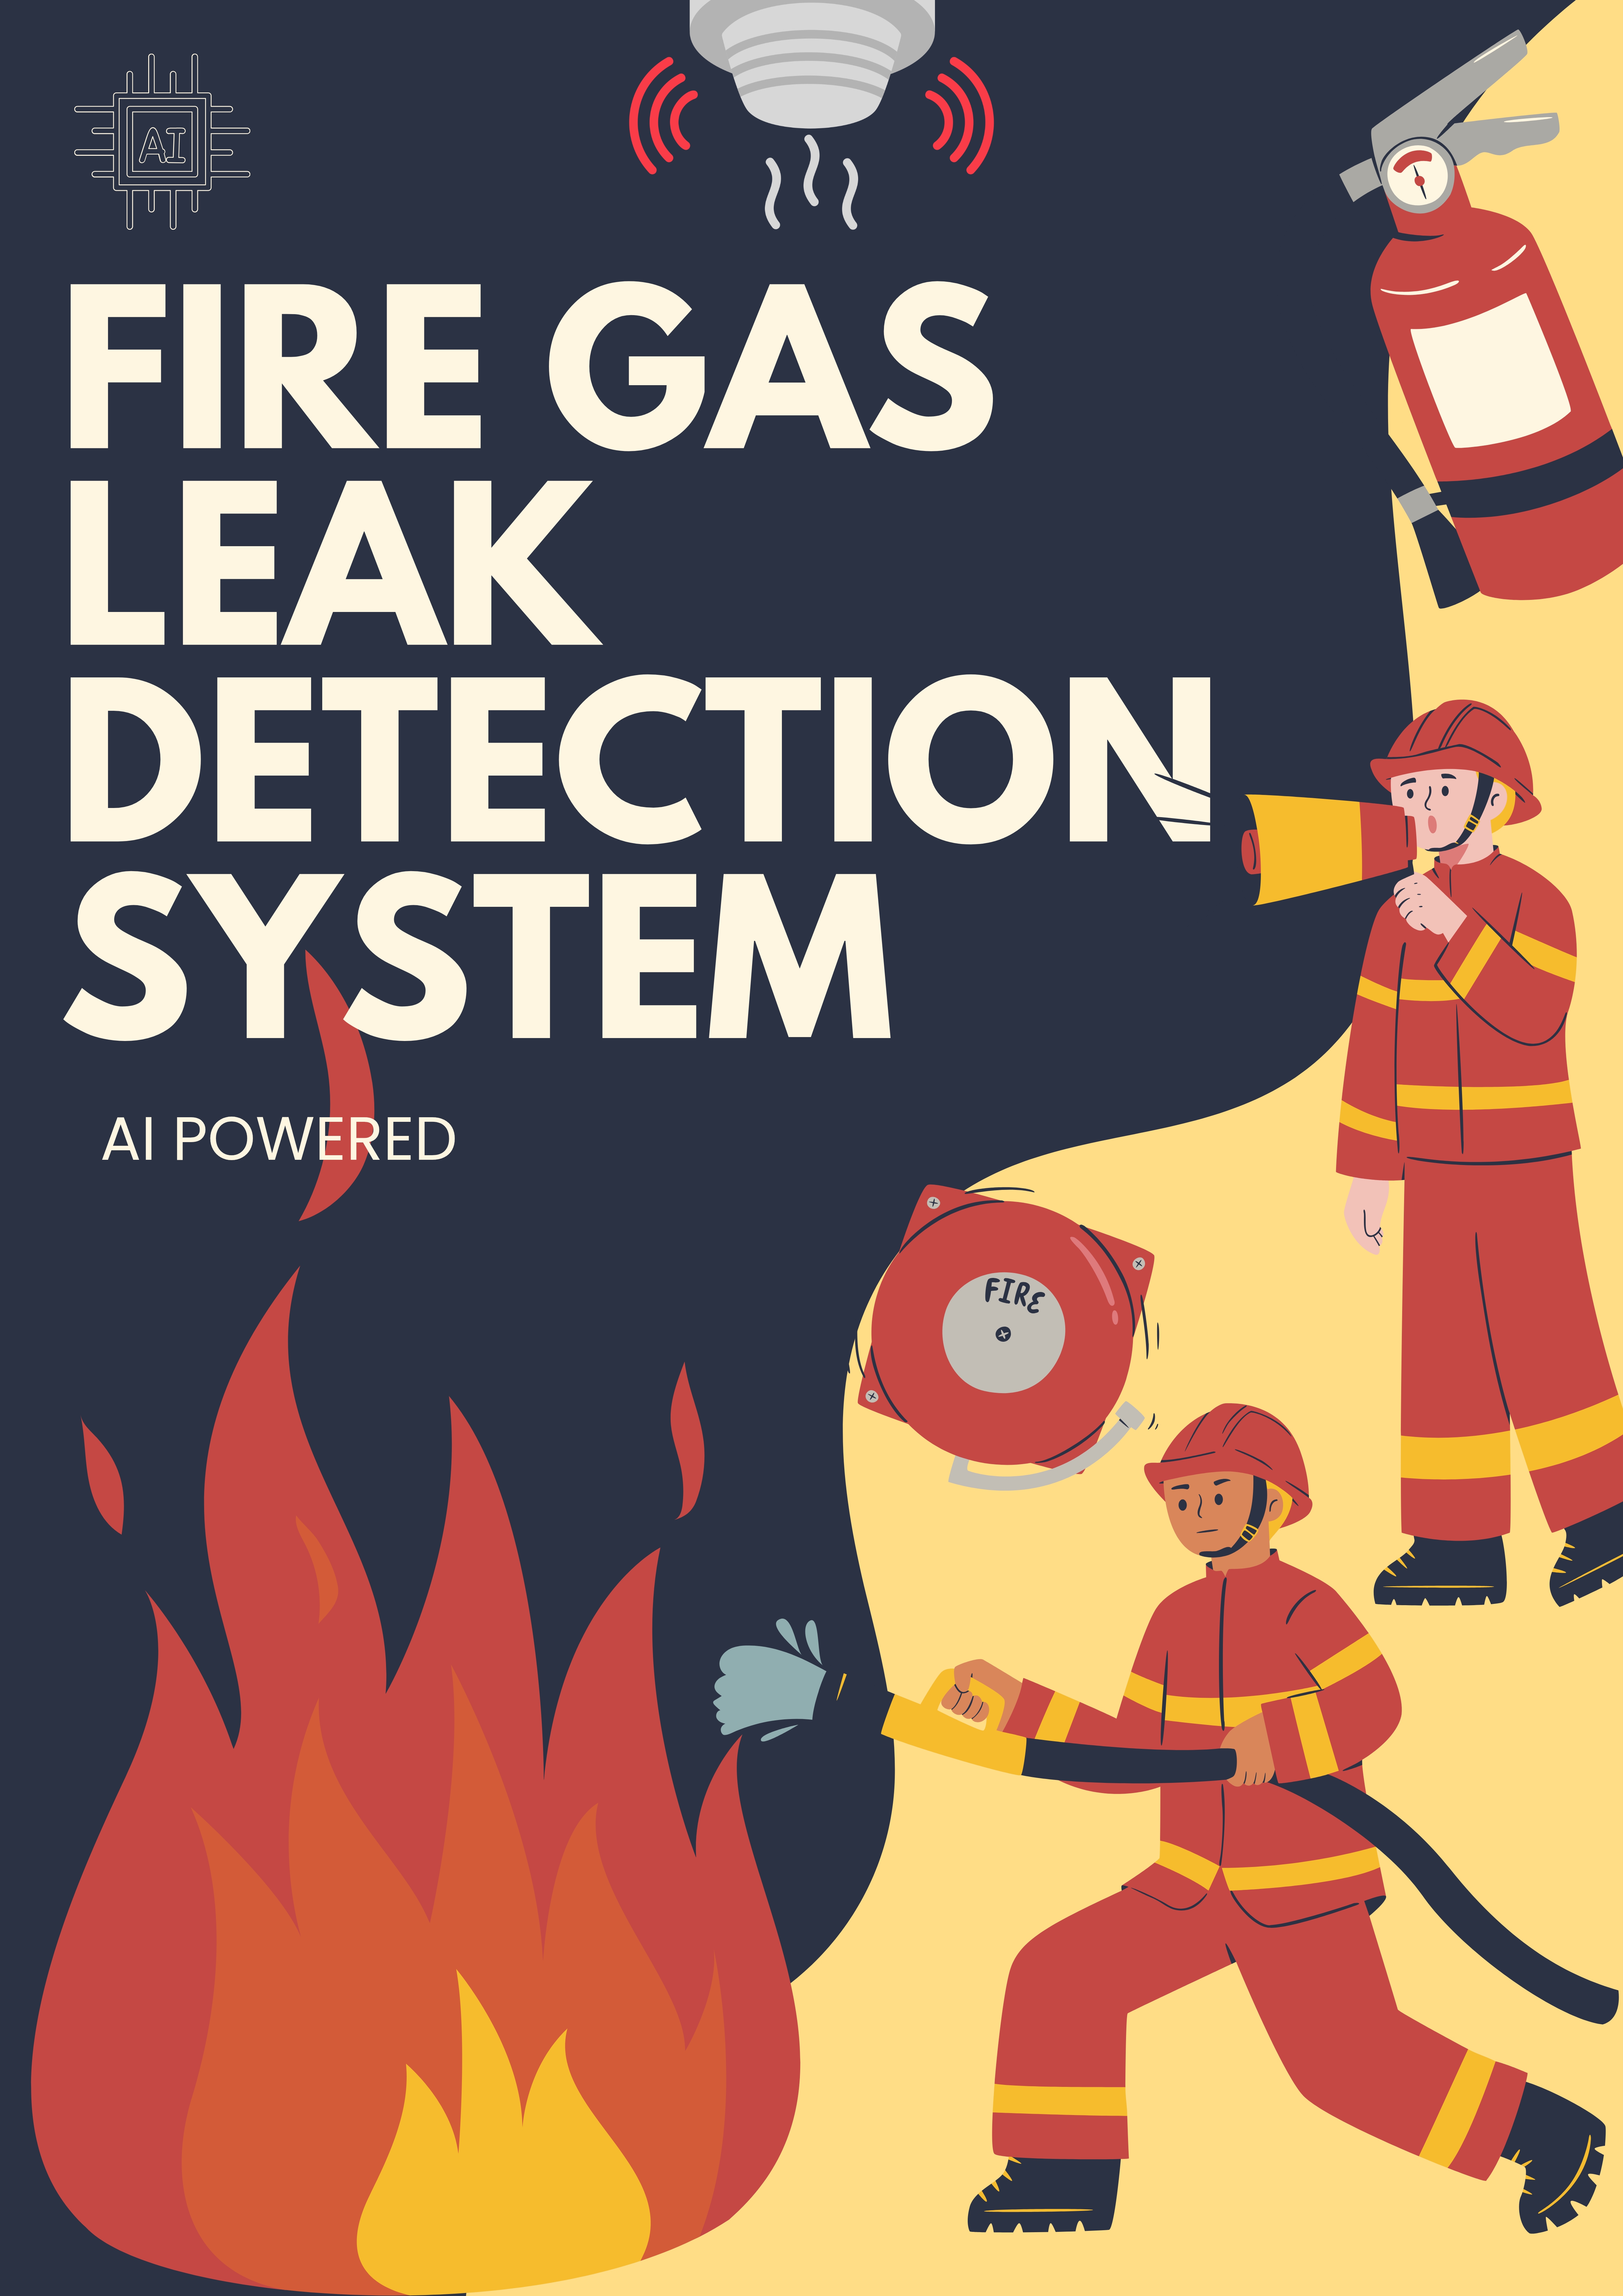 AI
FIRE GAS
LEAK
DETECTION
SYSTEM
AI POWERED
FIRE